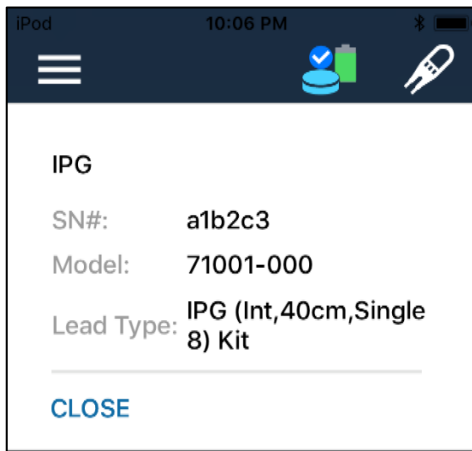 iPod 10:06 PM
IPG
SN#: a1b2c3
Model: 71001-000
Lead Type: IPG (Int,40cm,Single
8) Kit
CLOSE